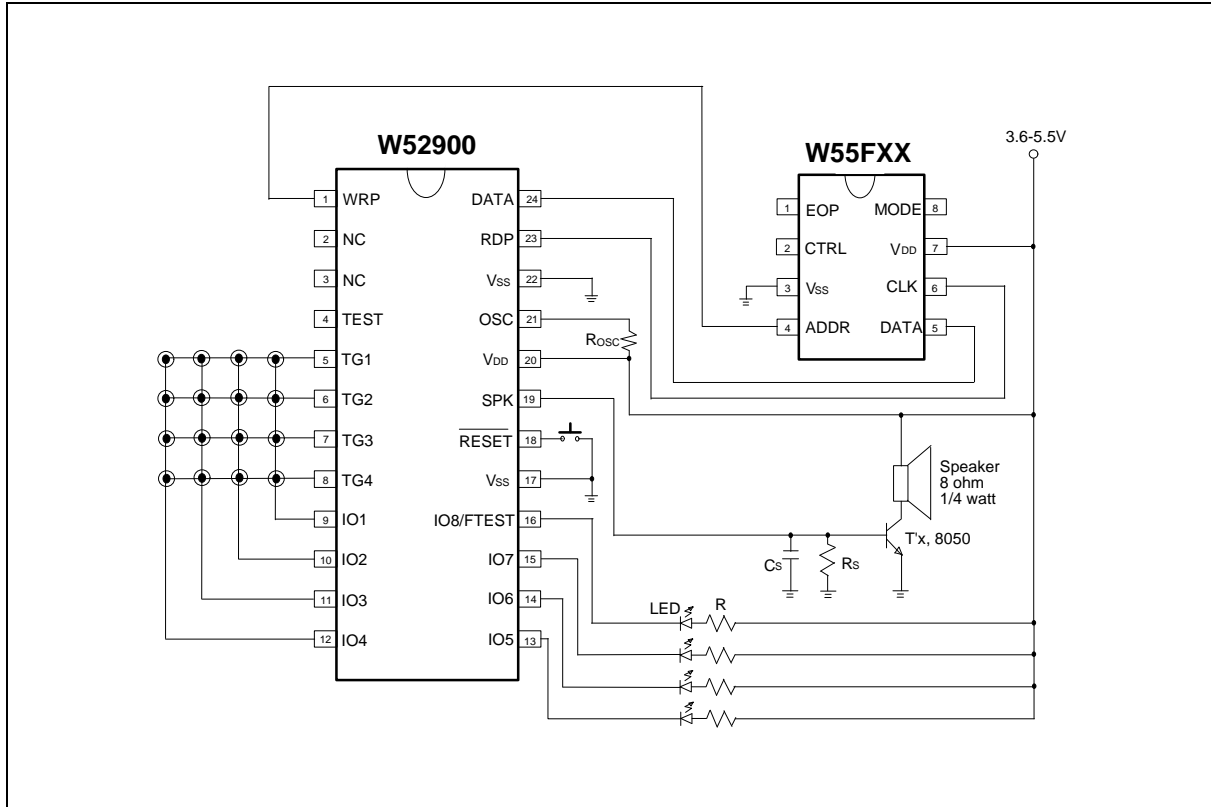 3.6-5.5V
W52900
W55FXX
1 WRP
2 NC
3 NC
4 TEST
5 TG1
6 TG2
7 TG3
8 TG4
9 IO1
10 IO2
11 IO3
12 IO4
DATA 24
RDP 23
VSS 22
OSC 21
VDD 20
SPK 19
RESET 18
VSS 17
IO8/FTEST 16
IO7 15
IO6 14
IO5 13
ROSC
1 EOP
2 CTRL
3 VSS
4 ADDR
MODE 8
VDD 7
CLK 6
DATA 5
Speaker
8 ohm
1/4 watt
T'x, 8050
CS
RS
LED
R